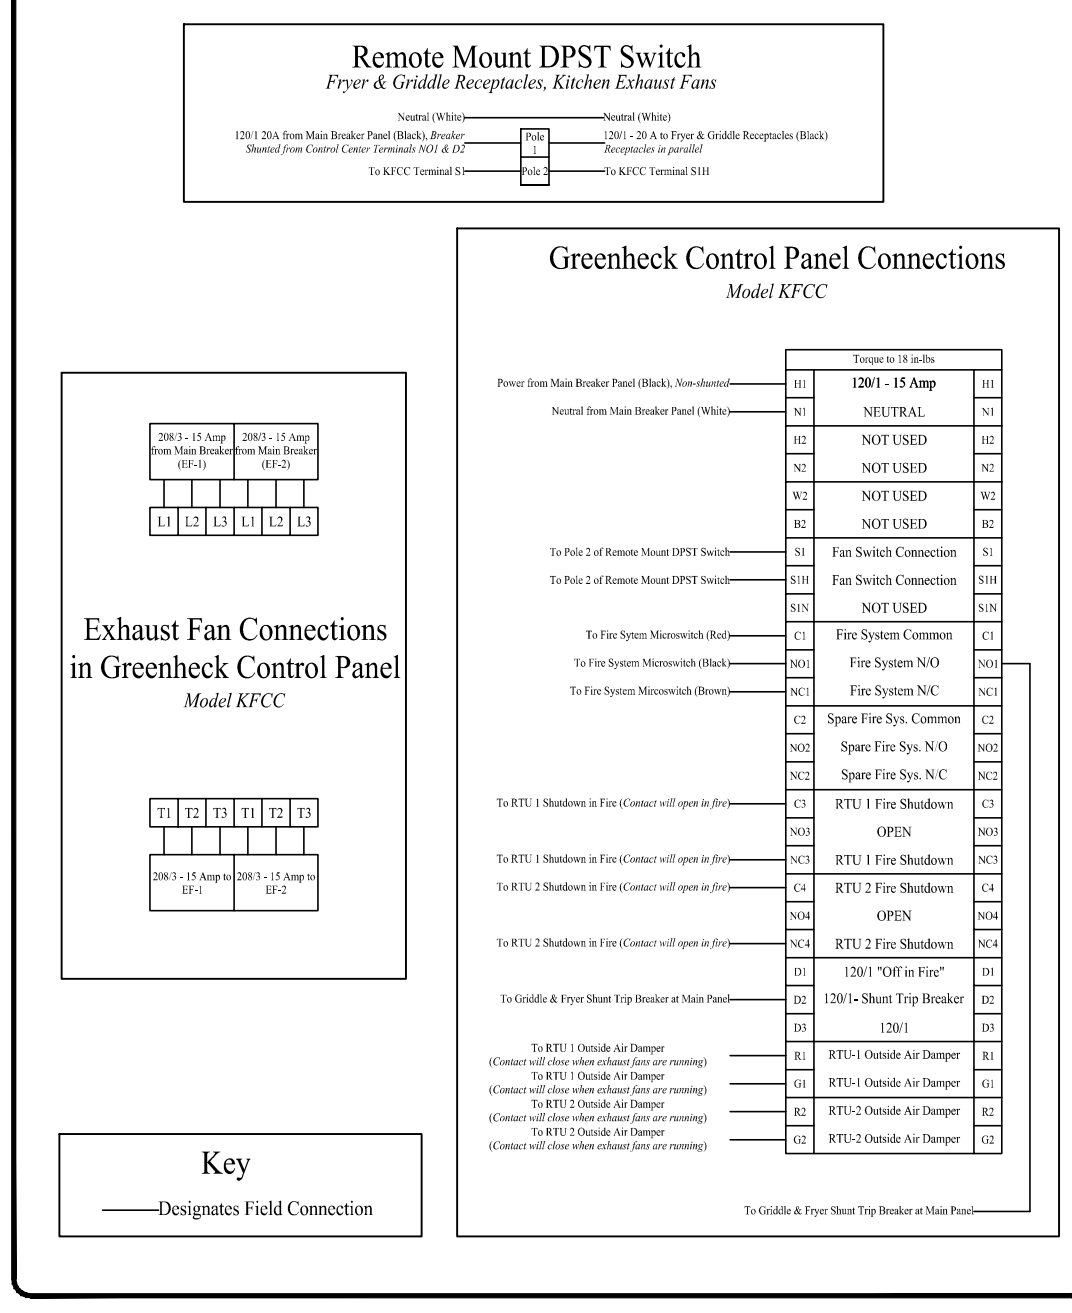 Remote Mount DPST Switch
Fryer & Griddle Receptacles, Kitchen Exhaust Fans
Neutral (White)
Neutral (White)
120/1 20A from Main Breaker Panel (Black), Breaker
Shunted from Control Center Terminals NO1 & D2
Pole
1
120/1 - 20 A to Fryer & Griddle Receptacles (Black)
Receptacles in parallel
To KFCC Terminal S1
Pole 2
To KFCC Terminal S1H
Greenheck Control Panel Connections
Model KFCC
Torque to 18 in-lbs
Power from Main Breaker Panel (Black), Non-shunted H1 120/1 - 15 Amp H1
Neutral from Main Breaker Panel (White) N1 NEUTRAL N1
H2 NOT USED H2
N2 NOT USED N2
W2 NOT USED W2
B2 NOT USED B2
To Pole 2 of Remote Mount DPST Switch S1 Fan Switch Connection S1
To Pole 2 of Remote Mount DPST Switch S1H Fan Switch Connection S1H
S1N NOT USED S1N
To Fire Sytem Microswitch (Red) C1 Fire System Common C1
To Fire System Microswitch (Black) NO1 Fire System N/O NO1
To Fire System Mircoswitch (Brown) NC1 Fire System N/C NC1
C2 Spare Fire Sys. Common C2
NO2 Spare Fire Sys. N/O NO2
NC2 Spare Fire Sys. N/C NC2
To RTU 1 Shutdown in Fire (Contact will open in fire) C3 RTU 1 Fire Shutdown C3
NO3 OPEN NO3
To RTU 1 Shutdown in Fire (Contact will open in fire) NC3 RTU 1 Fire Shutdown NC3
To RTU 2 Shutdown in Fire (Contact will open in fire) C4 RTU 2 Fire Shutdown C4
NO4 OPEN NO4
To RTU 2 Shutdown in Fire (Contact will open in fire) NC4 RTU 2 Fire Shutdown NC4
D1 120/1 "Off in Fire" D1
To Griddle & Fryer Shunt Trip Breaker at Main Panel D2 120/1- Shunt Trip Breaker D2
D3 120/1 D3
To RTU 1 Outside Air Damper
(Contact will close when exhaust fans are running)
R1 RTU-1 Outside Air Damper R1
To RTU 1 Outside Air Damper
(Contact will close when exhaust fans are running)
G1 RTU-1 Outside Air Damper G1
To RTU 2 Outside Air Damper
(Contact will close when exhaust fans are running)
R2 RTU-2 Outside Air Damper R2
To RTU 2 Outside Air Damper
(Contact will close when exhaust fans are running)
G2 RTU-2 Outside Air Damper G2
To Griddle & Fryer Shunt Trip Breaker at Main Panel
208/3 - 15 Amp
from Main Breaker
(EF-1)
208/3 - 15 Amp
from Main Breaker
(EF-2)
L1 L2 L3 L1 L2 L3
Exhaust Fan Connections
in Greenheck Control Panel
Model KFCC
T1 T2 T3 T1 T2 T3
208/3 - 15 Amp to
EF-1
208/3 - 15 Amp to
EF-2
Key
Designates Field Connection